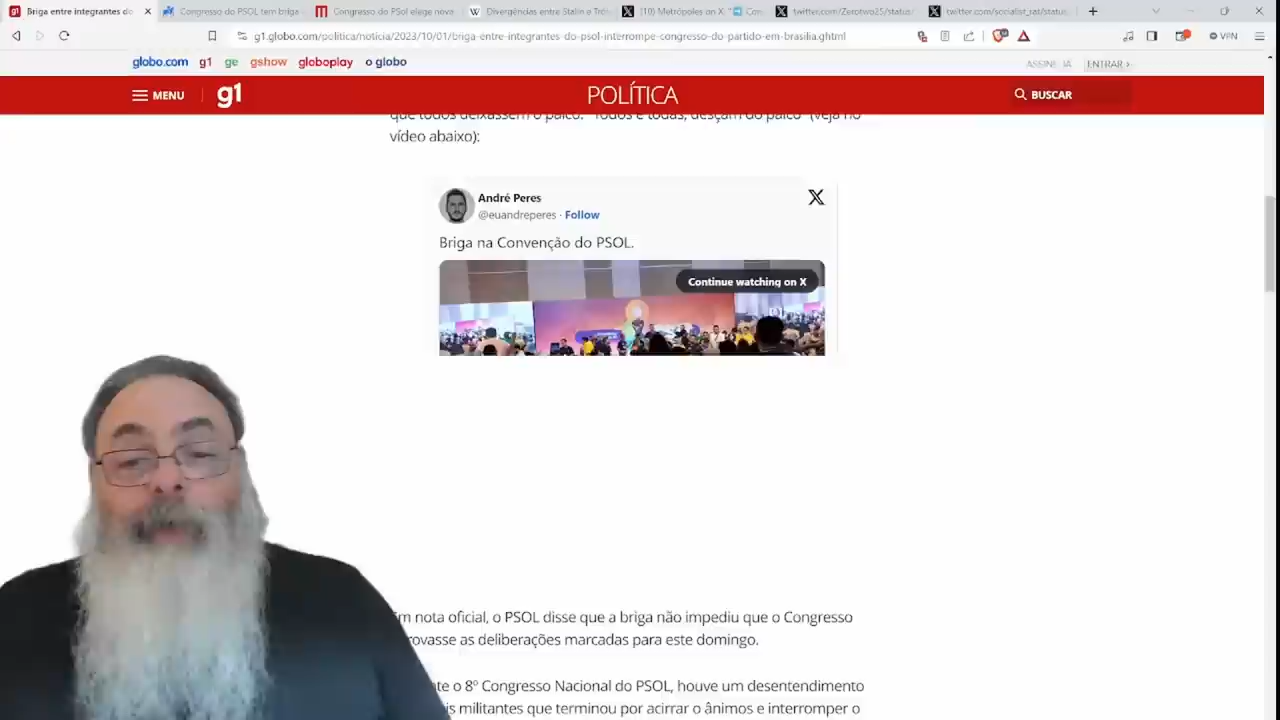 Briga entre integrantes do
Congresso do PSOL tem briga
Congresso do PSol elege nova
Divergências entre Stalin e Tró
(10) Metrópoles on X: "
twitter.com/Zerotwo25/status/
twitter.com/socialist_rat/status
g1.globo.com/politica/noticia/2023/10/01/briga-entre-integrantes-do-psol-interrompe-congresso-do-partido-em-brasilia.ghtml
VPN
globo.com g1 ge gshow globoplay o globo
ASSINE JÁ ENTRAR ›
MENU g1 POLÍTICA BUSCAR
que todos deixassem o palco. "Todos e todas, desçam do palco" (veja no
vídeo abaixo):
André Peres
@euandreperes · Follow
Briga na Convenção do PSOL.
Continue watching on X
Em nota oficial, o PSOL disse que a briga não impediu que o Congresso
rovasse as deliberações marcadas para este domingo.
nte o 8º Congresso Nacional do PSOL, houve um desentendimento
is militantes que terminou por acirrar o ânimos e interromper o